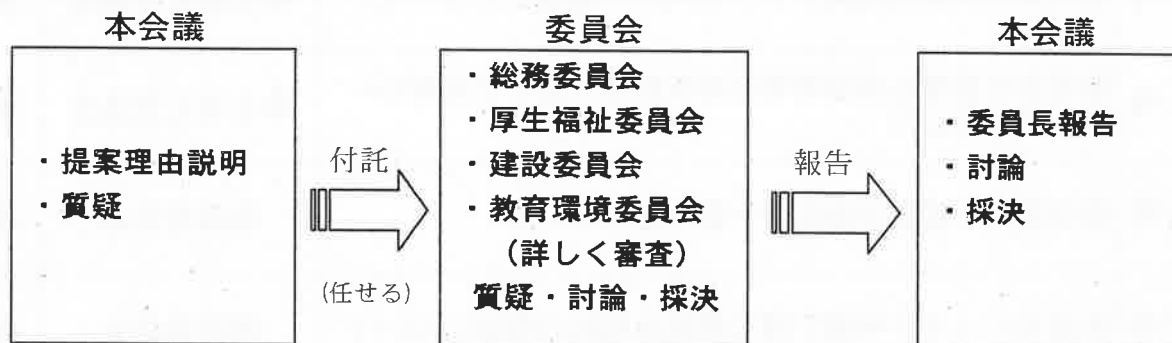 本会議
・提案理由説明
・質疑
付託
(任せる)
委員会
・総務委員会
・厚生福祉委員会
・建設委員会
・教育環境委員会
（詳しく審査）
質疑・討論・採決
報告
本会議
・委員長報告
・討論
・採決